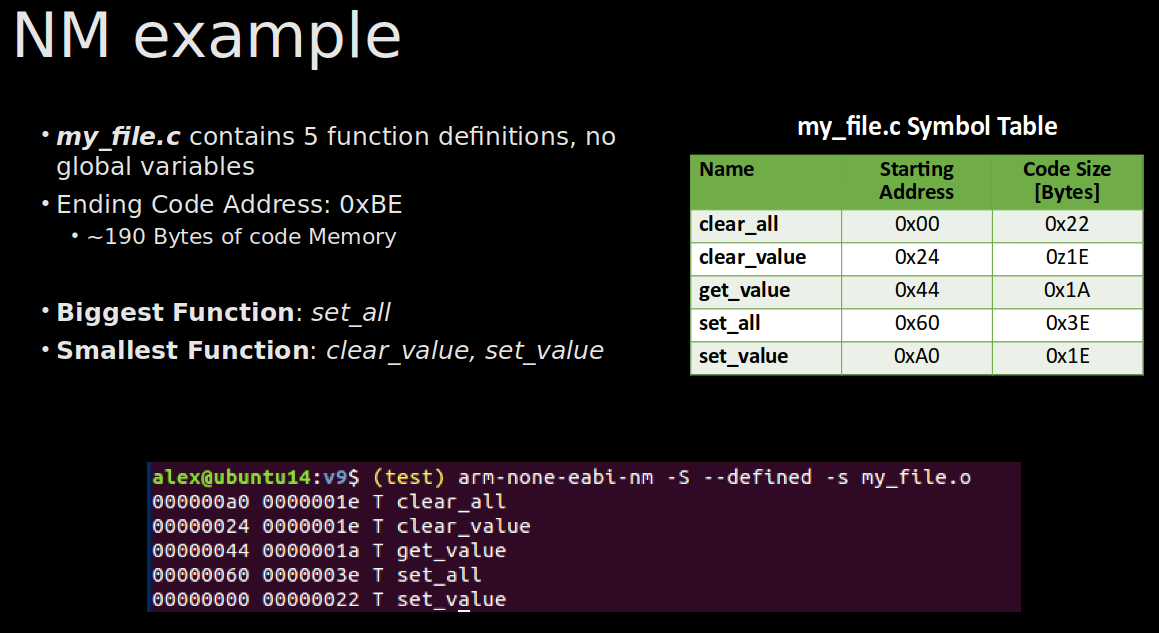 NM example
• my_file.c contains 5 function definitions, no
global variables
• Ending Code Address: 0xBE
• ~190 Bytes of code Memory
• Biggest Function: set_all
• Smallest Function: clear_value, set_value
my_file.c Symbol Table
Name Starting Address Code Size [Bytes]
clear_all 0x00 0x22
clear_value 0x24 0z1E
get_value 0x44 0x1A
set_all 0x60 0x3E
set_value 0xA0 0x1E
alex@ubuntu14:v9$ (test) arm-none-eabi-nm -S --defined -s my_file.o
000000a0 0000001e T clear_all
00000024 0000001e T clear_value
00000044 0000001a T get_value
00000060 0000003e T set_all
00000000 00000022 T set_value